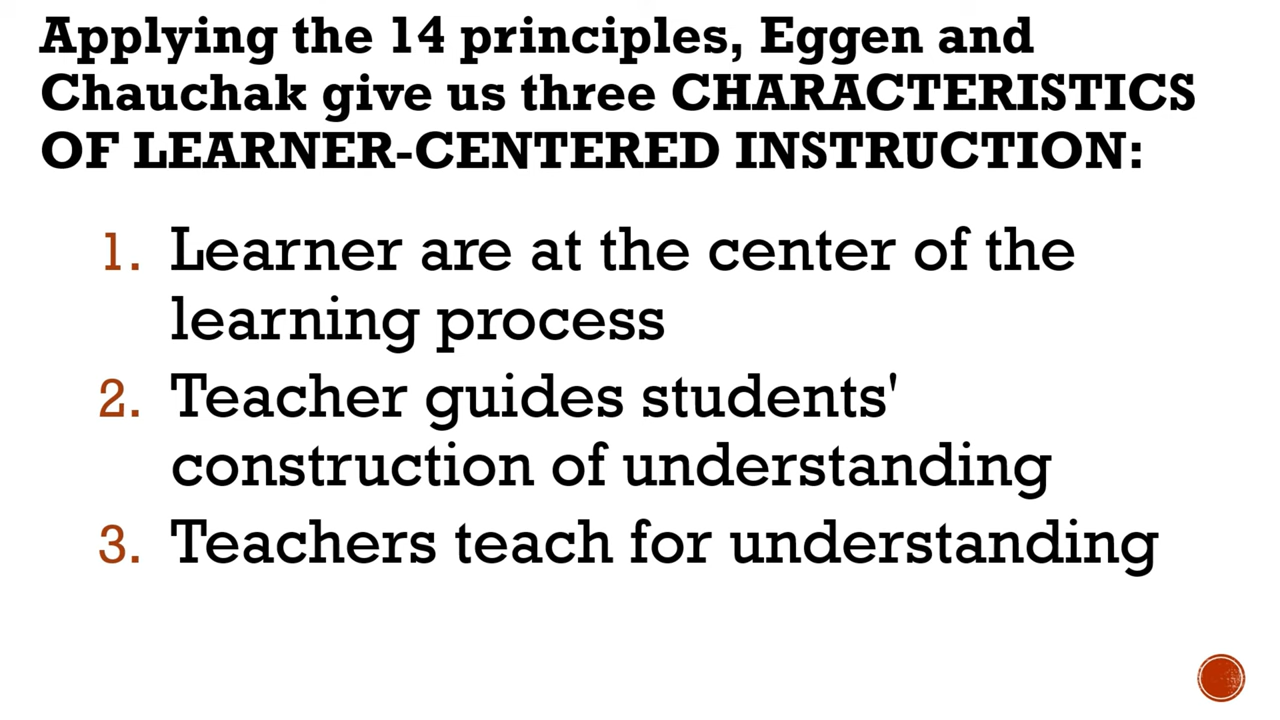 Applying the 14 principles, Eggen and
Chauchak give us three CHARACTERISTICS
OF LEARNER-CENTERED INSTRUCTION:
1. Learner are at the center of the
learning process
2. Teacher guides students'
construction of understanding
3. Teachers teach for understanding